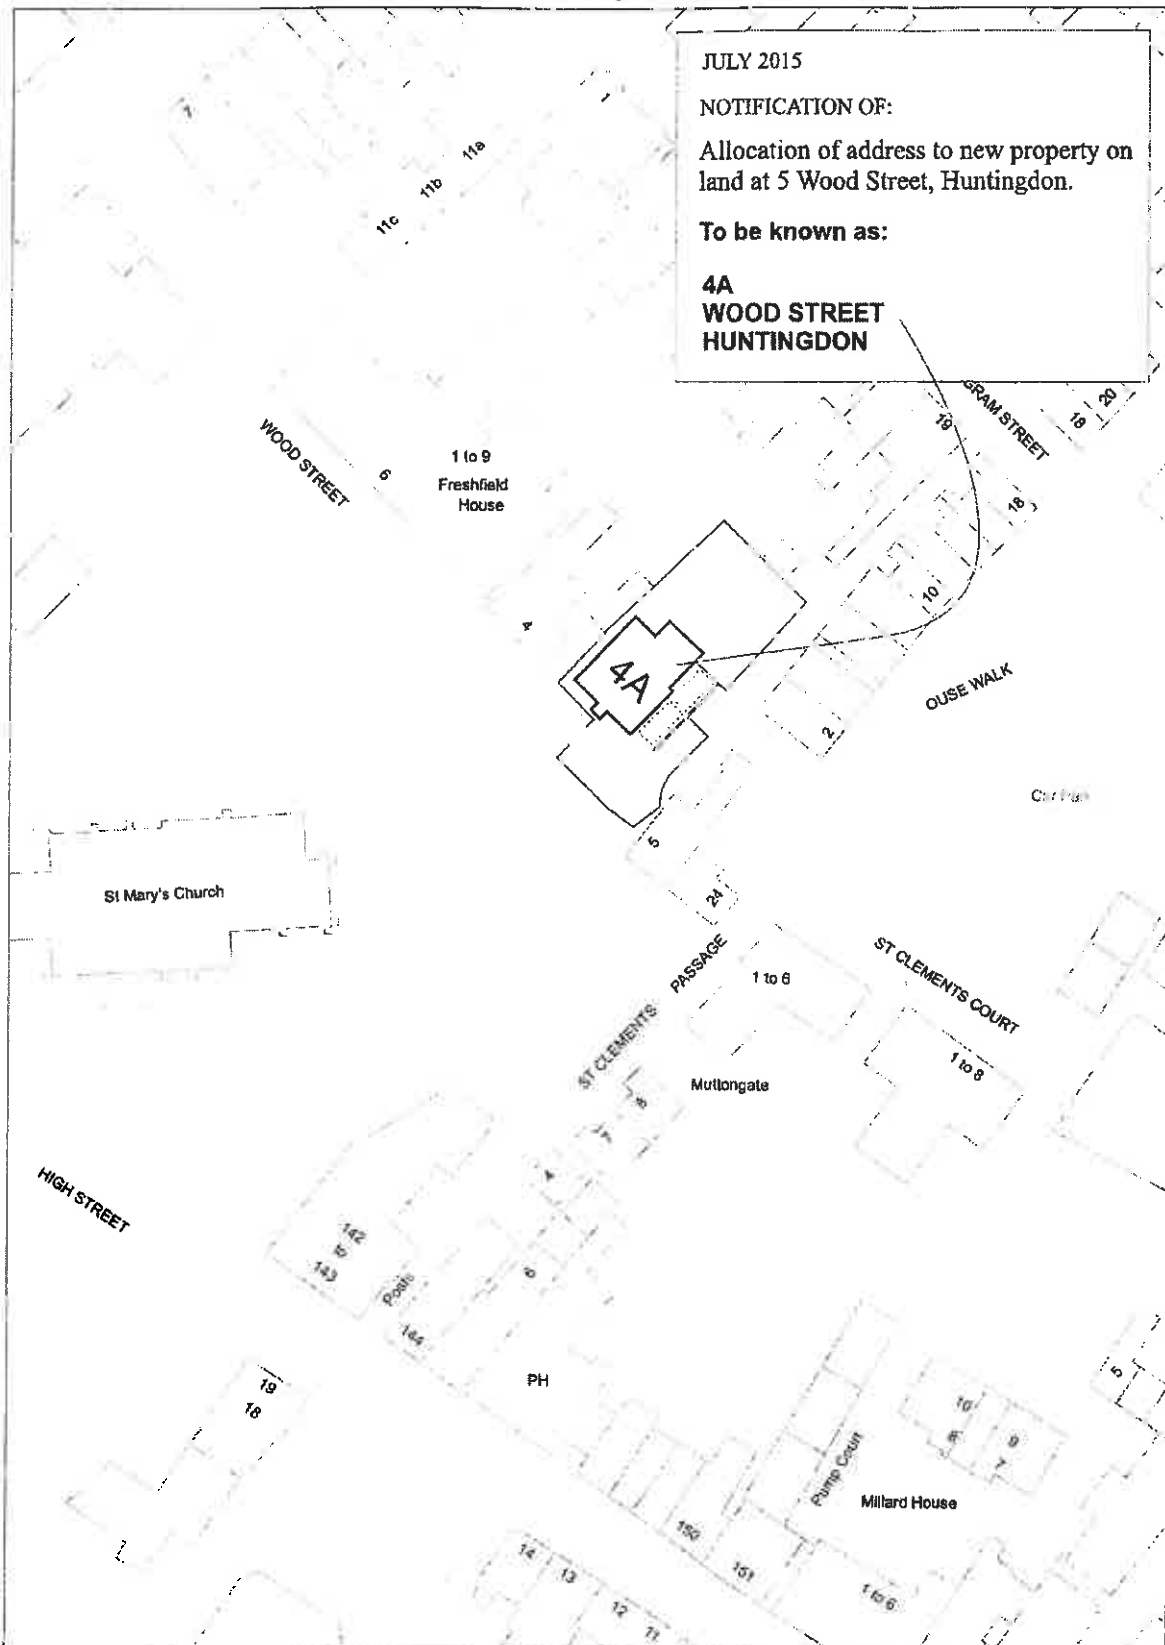 JULY 2015
NOTIFICATION OF:
Allocation of address to new property on
land at 5 Wood Street, Huntingdon.
To be known as:
4A
WOOD STREET
HUNTINGDON
7
11a
11b
11c
GRAM STREET
19
18
20
18
10
WOOD STREET
6
1 to 9
Freshfield
House
4
4A
2
OUSE WALK
5
24
St Mary's Church
ST CLEMENTS PASSAGE
1 to 6
ST CLEMENTS COURT
1 to 8
Muttongate
8
4
6
HIGH STREET
142
143
Posts
144
PH
19
18
5
10
8
9
7
Pump Court
Millard House
150
151
1 to 6
14
13
12
11